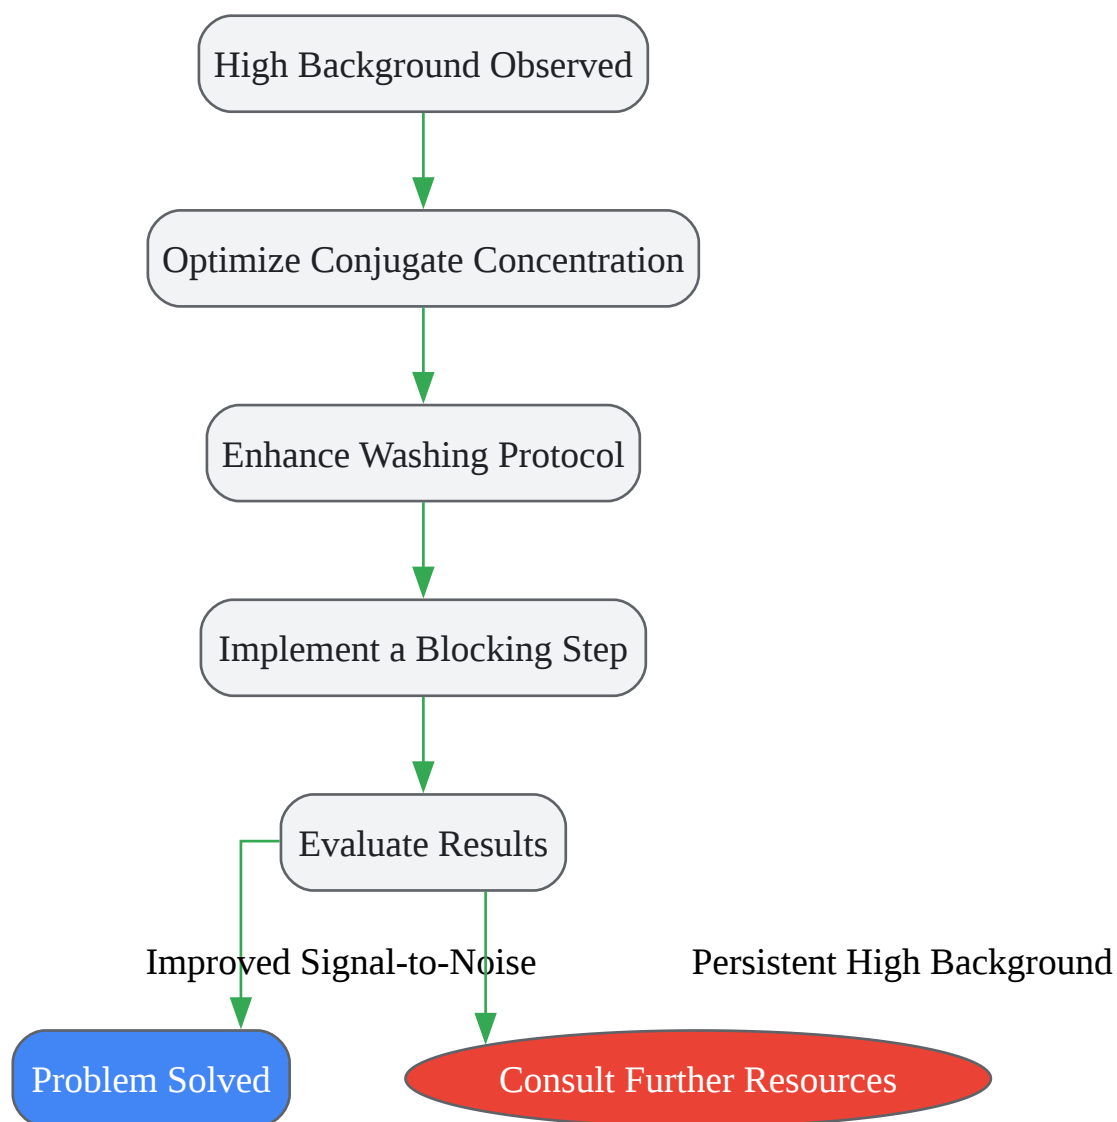 High Background Observed
Optimize Conjugate Concentration
Enhance Washing Protocol
Implement a Blocking Step
Evaluate Results
Improved Signal-to-Noise
Persistent High Background
Problem Solved
Consult Further Resources